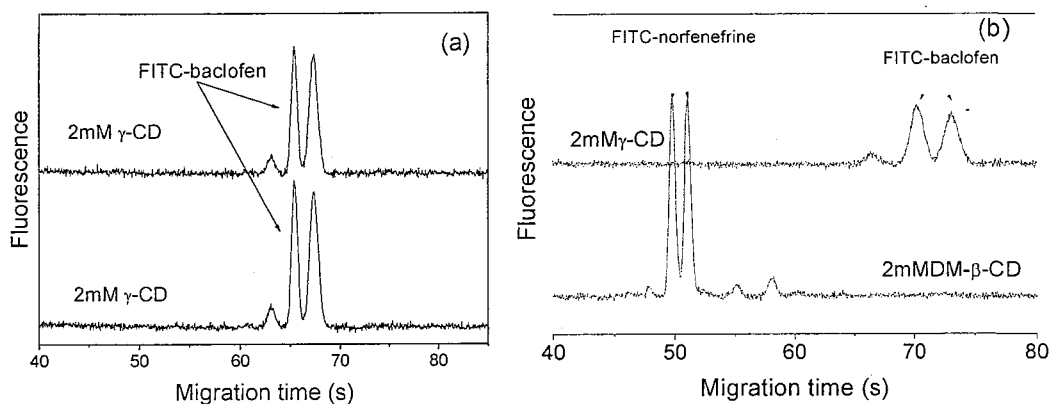 (a)
FITC-baclofen
2mM γ-CD
2mM γ-CD
Fluorescence
40 50 60 70 80
Migration time (s)
(b)
FITC-norfenefrine
FITC-baclofen
2mMγ-CD
2mMDM-β-CD
Fluorescence
40 50 60 70 80
Migration time (s)